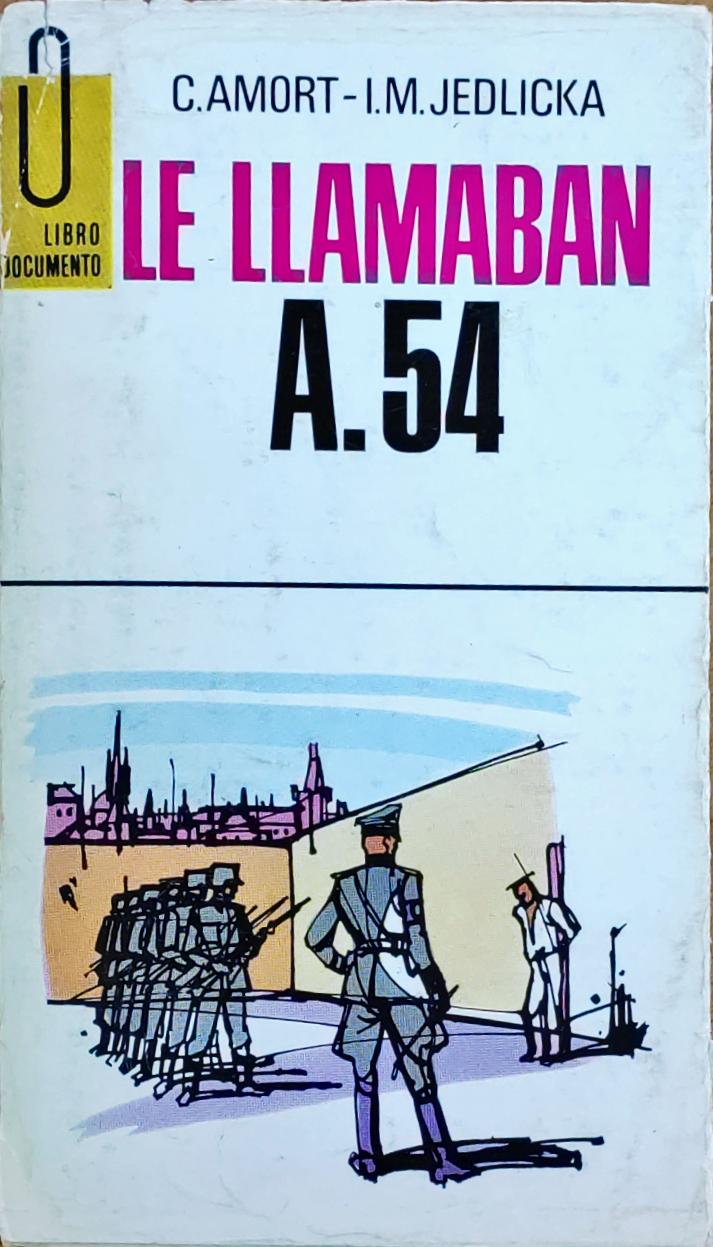 C. AMORT - I. M. JEDLICKA
LE LLAMABAN
A. 54
LIBRO
DOCUMENTO